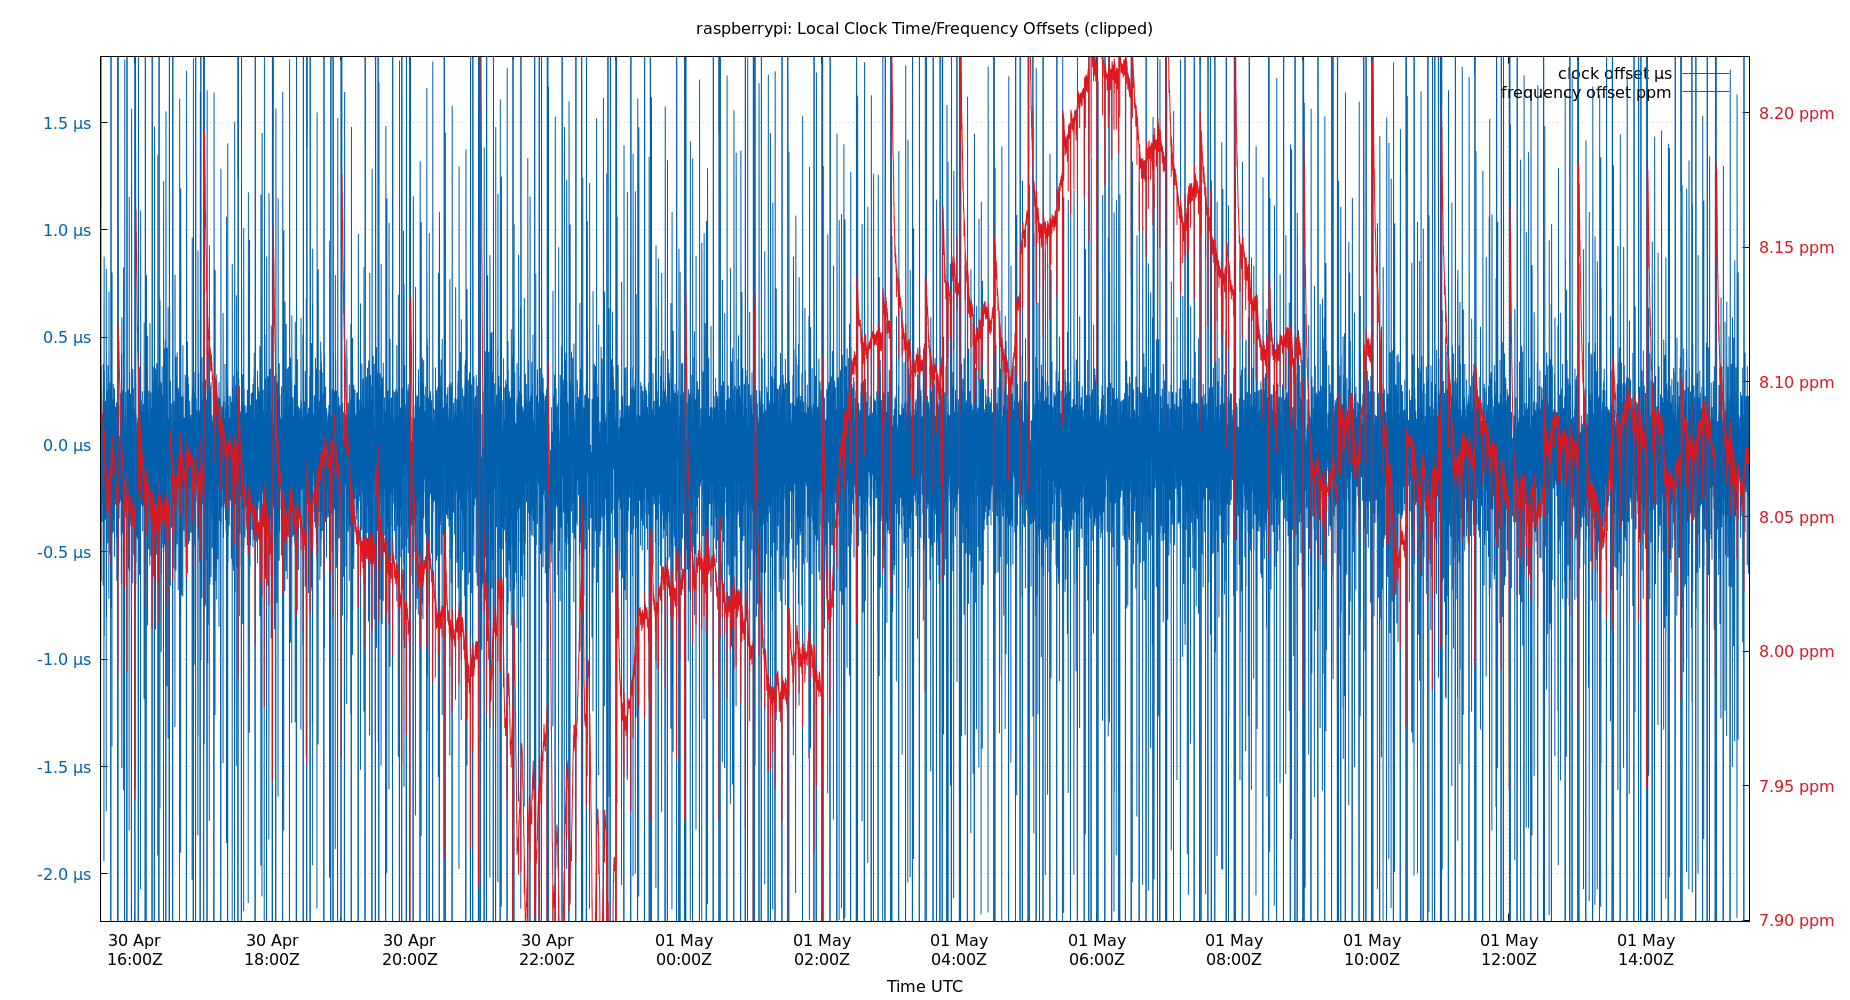 raspberrypi: Local Clock Time/Frequency Offsets (clipped)
clock offset µs
frequency offset ppm
1.5 µs
1.0 µs
0.5 µs
0.0 µs
-0.5 µs
-1.0 µs
-1.5 µs
-2.0 µs
8.20 ppm
8.15 ppm
8.10 ppm
8.05 ppm
8.00 ppm
7.95 ppm
7.90 ppm
30 Apr 30 Apr 30 Apr 30 Apr 01 May 01 May 01 May 01 May 01 May 01 May 01 May 01 May
16:00Z 18:00Z 20:00Z 22:00Z 00:00Z 02:00Z 04:00Z 06:00Z 08:00Z 10:00Z 12:00Z 14:00Z
Time UTC